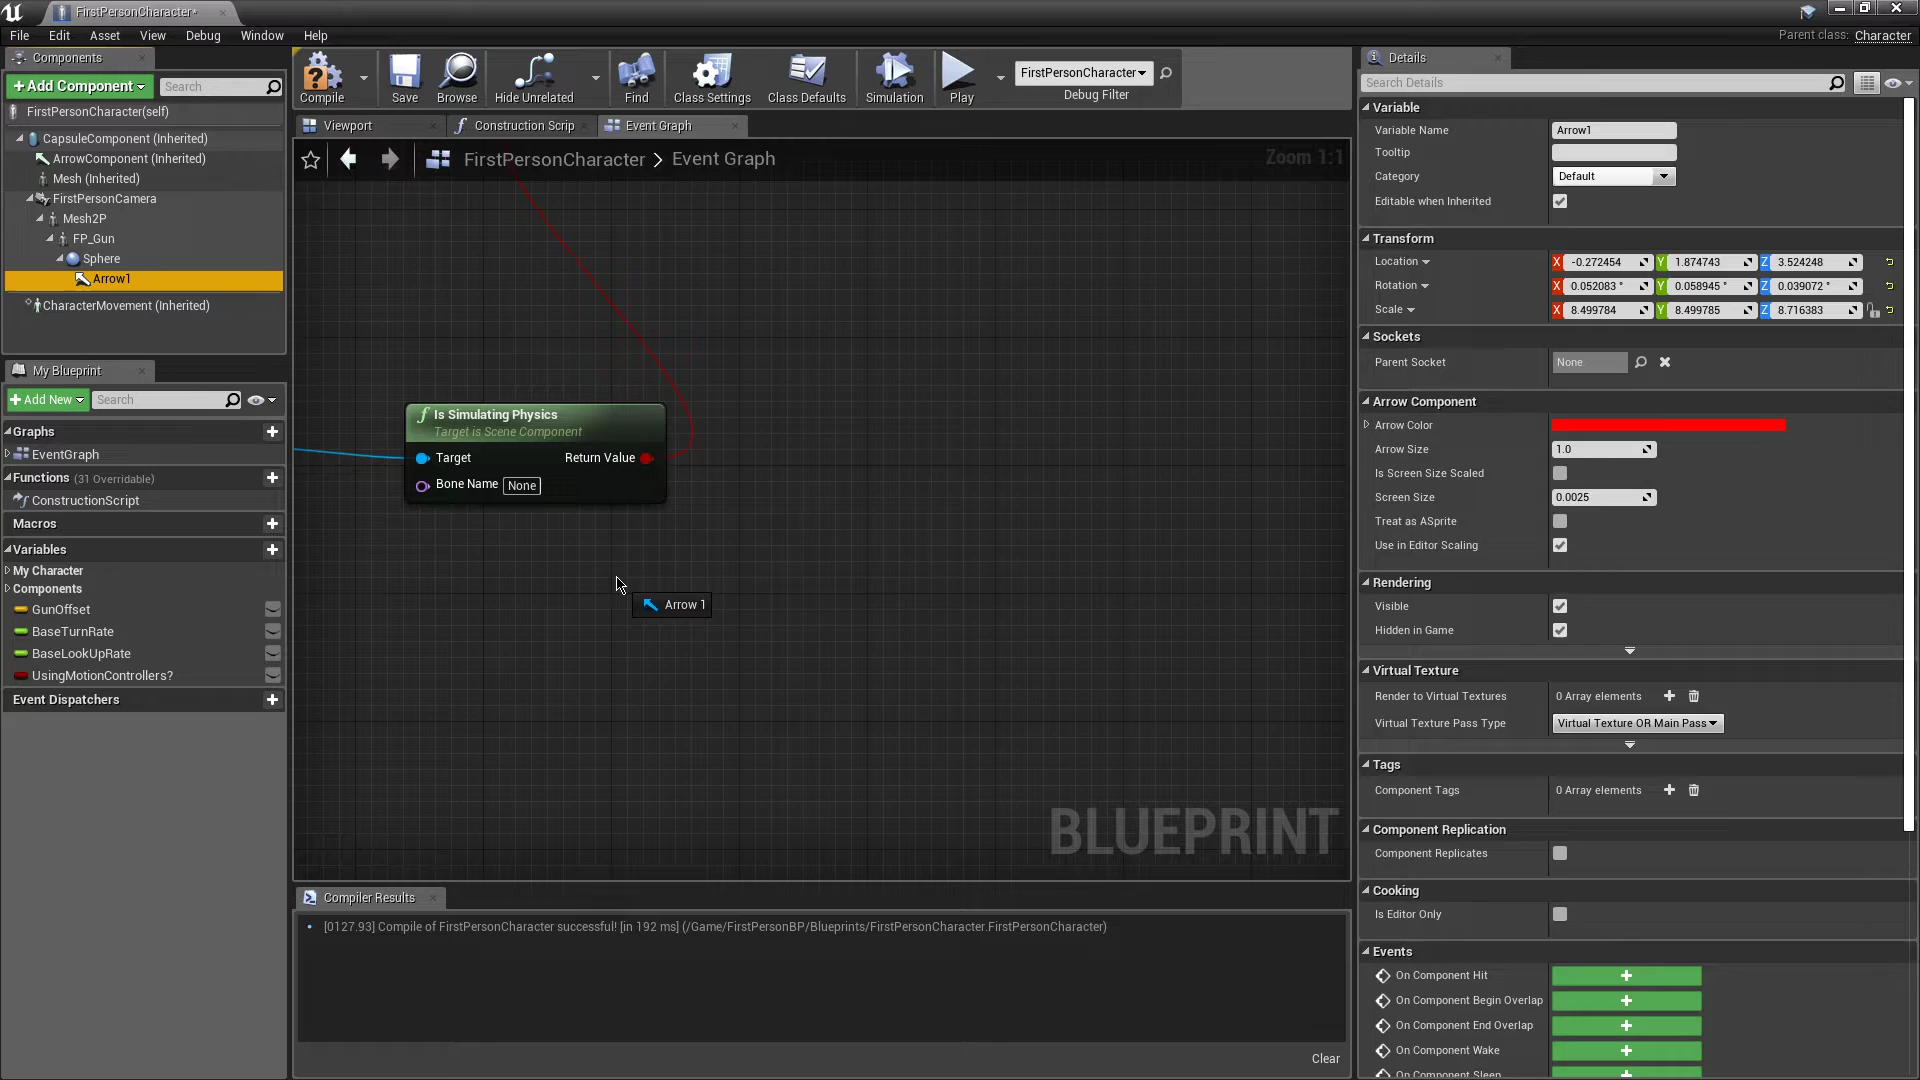 FirstPersonCharacter*
File Edit Asset View Debug Window Help
Parent class: Character
Components
+Add Component
Search
FirstPersonCharacter(self)
CapsuleComponent (Inherited)
ArrowComponent (Inherited)
Mesh (Inherited)
FirstPersonCamera
Mesh2P
FP_Gun
Sphere
Arrow1
CharacterMovement (Inherited)
My Blueprint
+Add New
Search
Graphs
EventGraph
Functions (31 Overridable)
ConstructionScript
Macros
Variables
My Character
Components
GunOffset
BaseTurnRate
BaseLookUpRate
UsingMotionControllers?
Event Dispatchers
Compile
Save
Browse
Hide Unrelated
Find
Class Settings
Class Defaults
Simulation
Play
FirstPersonCharacter
Debug Filter
Viewport
Construction Scrip
Event Graph
FirstPersonCharacter > Event Graph
Zoom 1:1
Is Simulating Physics
Target is Scene Component
Target
Return Value
Bone Name None
Arrow 1
BLUEPRINT
Compiler Results
[0127.93] Compile of FirstPersonCharacter successful! [in 192 ms] (/Game/FirstPersonBP/Blueprints/FirstPersonCharacter.FirstPersonCharacter)
Clear
Details
Search Details
Variable
Variable Name Arrow1
Tooltip
Category Default
Editable when Inherited
Transform
Location X -0.272454 Y 1.874743 Z 3.524248
Rotation X 0.052083 ° Y 0.058945 ° Z 0.039072 °
Scale X 8.499784 Y 8.499785 Z 8.716383
Sockets
Parent Socket None
Arrow Component
Arrow Color
Arrow Size 1.0
Is Screen Size Scaled
Screen Size 0.0025
Treat as ASprite
Use in Editor Scaling
Rendering
Visible
Hidden in Game
Virtual Texture
Render to Virtual Textures 0 Array elements
Virtual Texture Pass Type Virtual Texture OR Main Pass
Tags
Component Tags 0 Array elements
Component Replication
Component Replicates
Cooking
Is Editor Only
Events
On Component Hit
On Component Begin Overlap
On Component End Overlap
On Component Wake
On Component Sleep